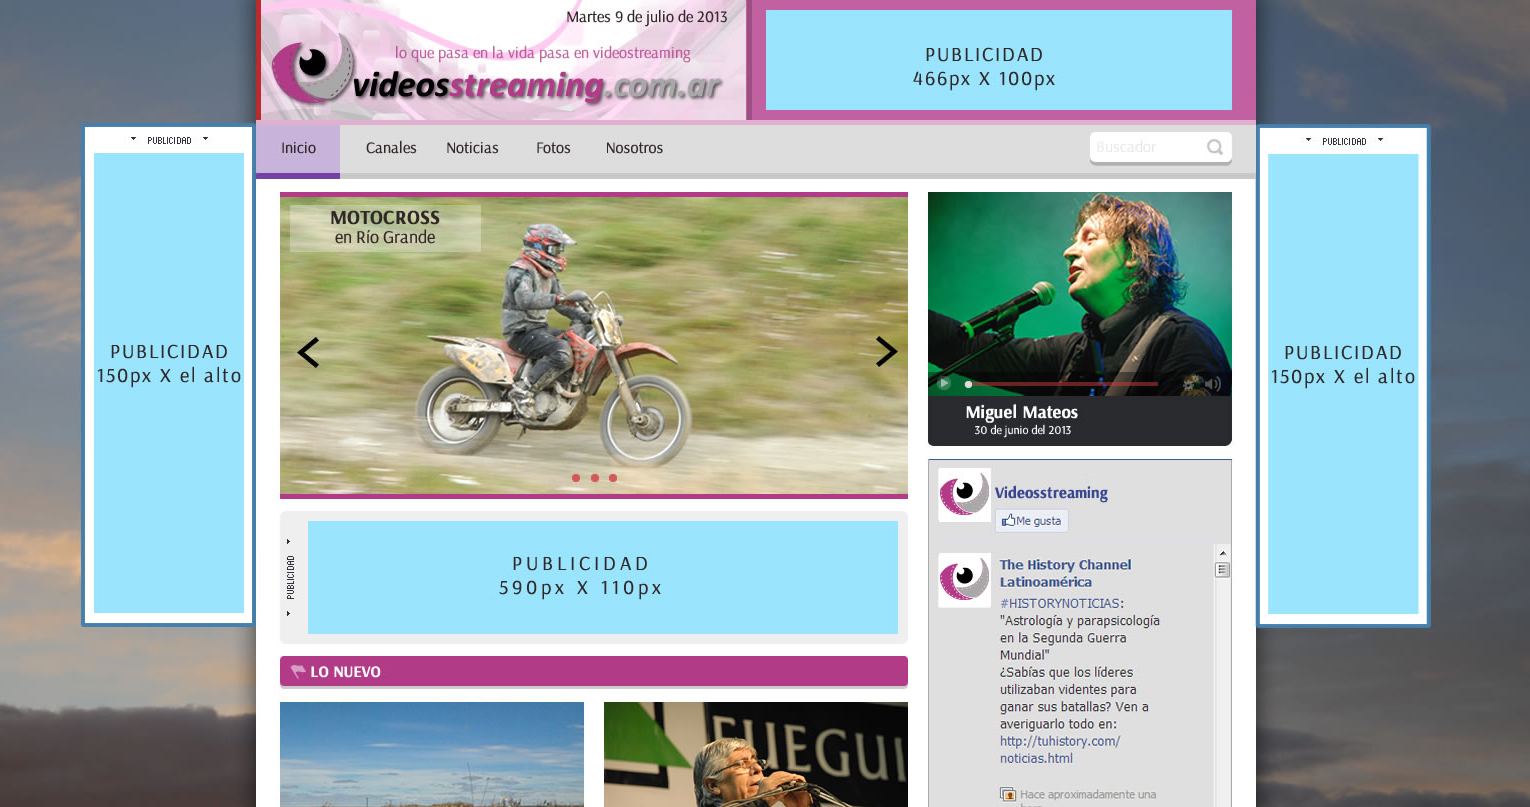 Martes 9 de julio de 2013
lo que pasa en la vida pasa en videostreaming
videosstreaming.com.ar
PUBLICIDAD
466px X 100px
Inicio
Canales
Noticias
Fotos
Nosotros
Buscador
PUBLICIDAD
PUBLICIDAD
150px X el alto
MOTOCROSS
en Río Grande
Miguel Mateos
30 de junio del 2013
PUBLICIDAD
PUBLICIDAD
150px X el alto
PUBLICIDAD
PUBLICIDAD
590px X 110px
LO NUEVO
FUEGUI
Videosstreaming
Me gusta
The History Channel
Latinoamérica
#HISTORYNOTICIAS:
"Astrología y parapsicología
en la Segunda Guerra
Mundial"
¿Sabías que los líderes
utilizaban videntes para
ganar sus batallas? Ven a
averiguarlo todo en:
http://tuhistory.com/
noticias.html
Hace aproximadamente una